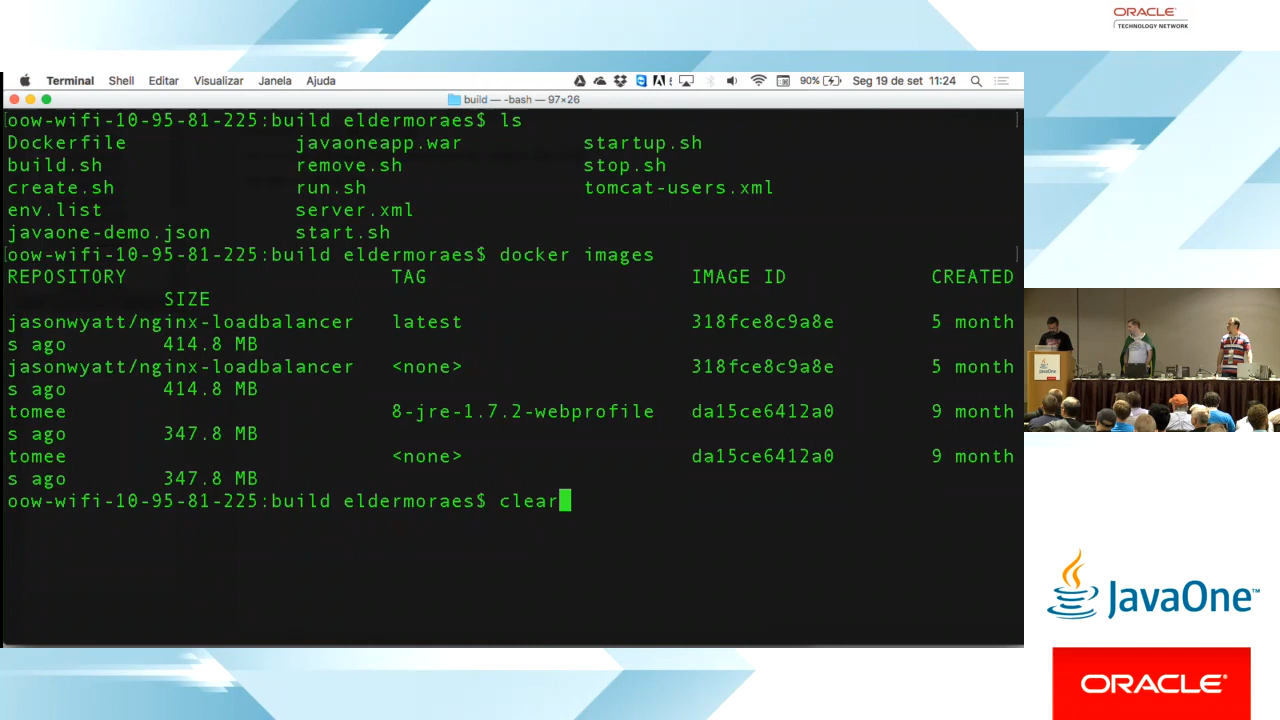 ORACLE
TECHNOLOGY NETWORK
Terminal Shell Editar Visualizar Janela Ajuda 90% Seg 19 de set 11:24
build — -bash — 97×26
[oow-wifi-10-95-81-225:build eldermoraes$ ls ]
Dockerfile javaoneapp.war startup.sh
build.sh remove.sh stop.sh
create.sh run.sh tomcat-users.xml
env.list server.xml
javaone-demo.json start.sh
[oow-wifi-10-95-81-225:build eldermoraes$ docker images ]
REPOSITORY TAG IMAGE ID CREATED
SIZE
jasonwyatt/nginx-loadbalancer latest 318fce8c9a8e 5 month
s ago 414.8 MB
jasonwyatt/nginx-loadbalancer <none> 318fce8c9a8e 5 month
s ago 414.8 MB
tomee 8-jre-1.7.2-webprofile da15ce6412a0 9 month
s ago 347.8 MB
tomee <none> da15ce6412a0 9 month
s ago 347.8 MB
oow-wifi-10-95-81-225:build eldermoraes$ clear
JavaOne
JavaOne™
ORACLE®